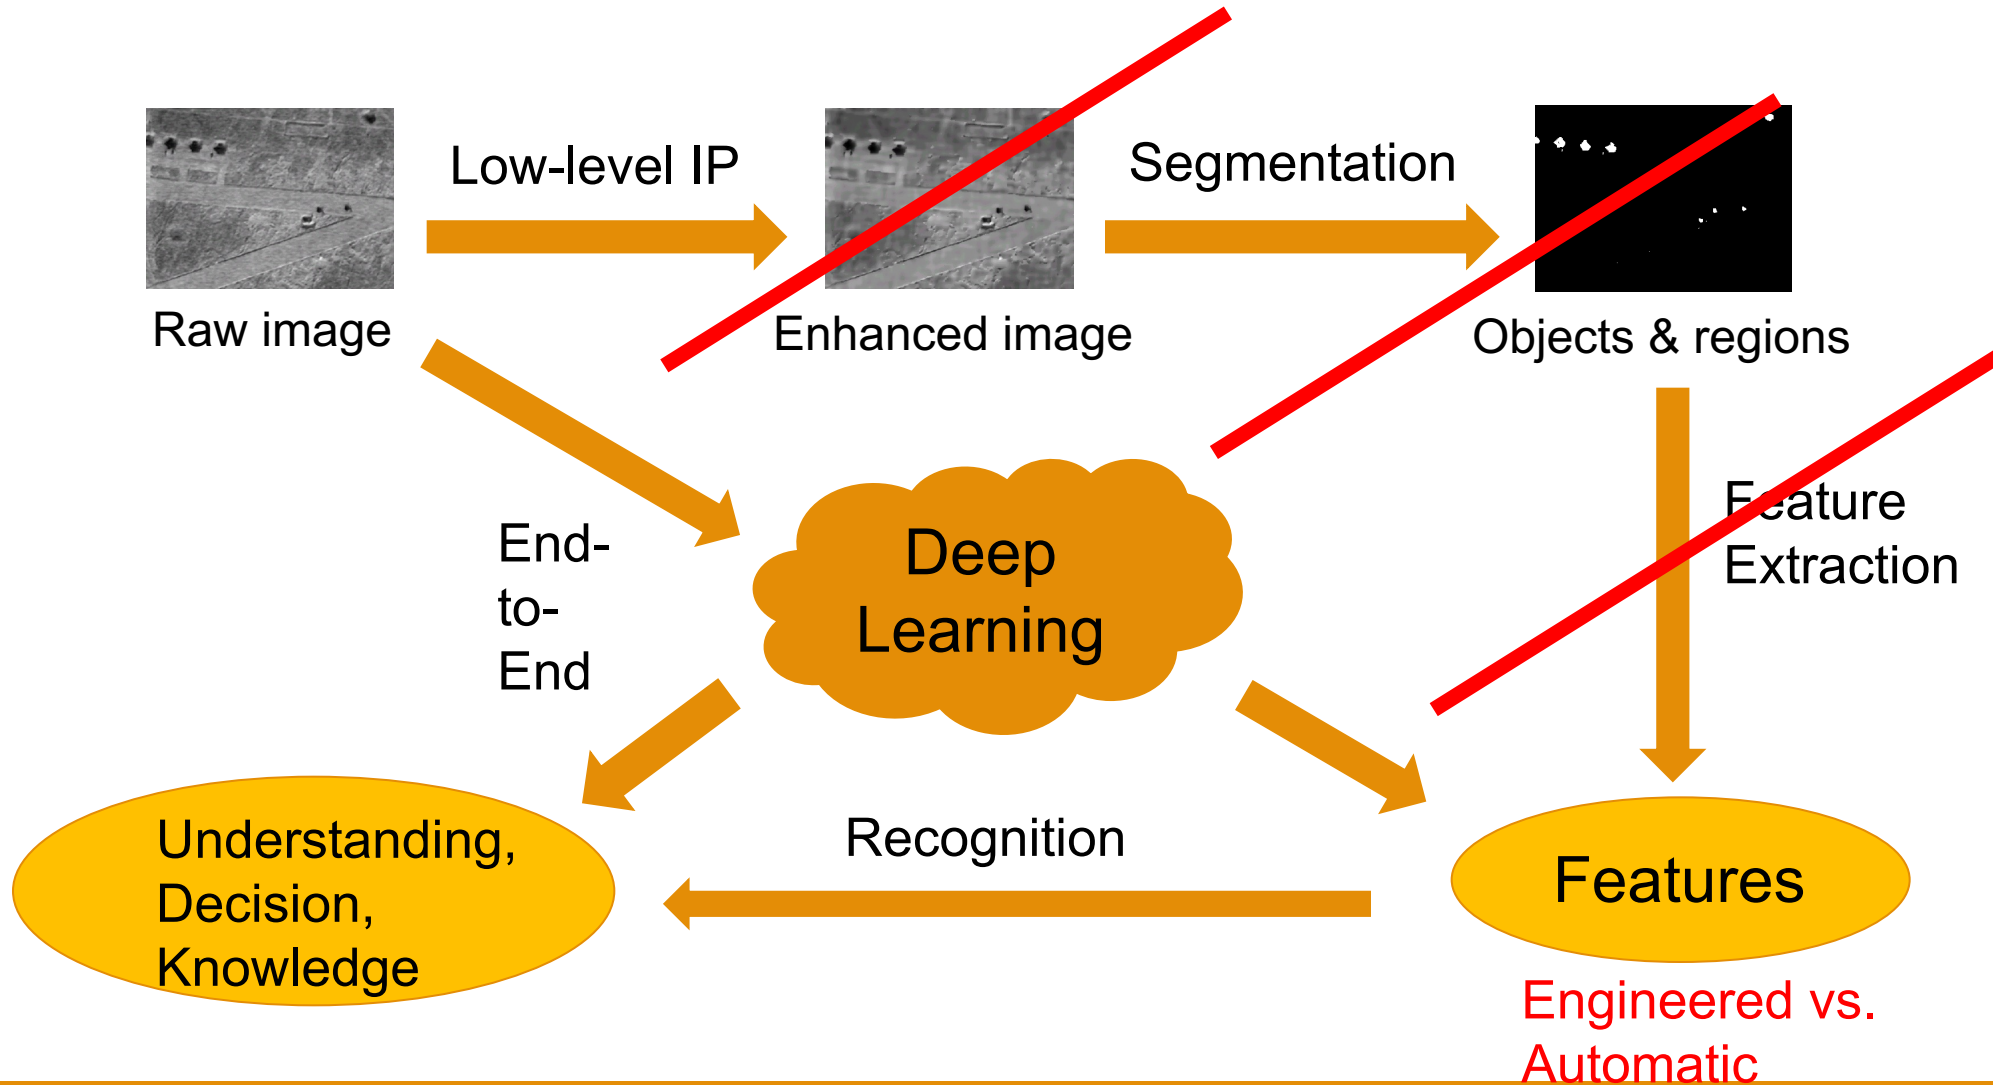 Low-level IP
Segmentation
Raw image
Enhanced image
Objects & regions
Feature
Extraction
End-
to-
End
Deep
Learning
Understanding,
Decision,
Knowledge
Recognition
Features
Engineered vs.
Automatic